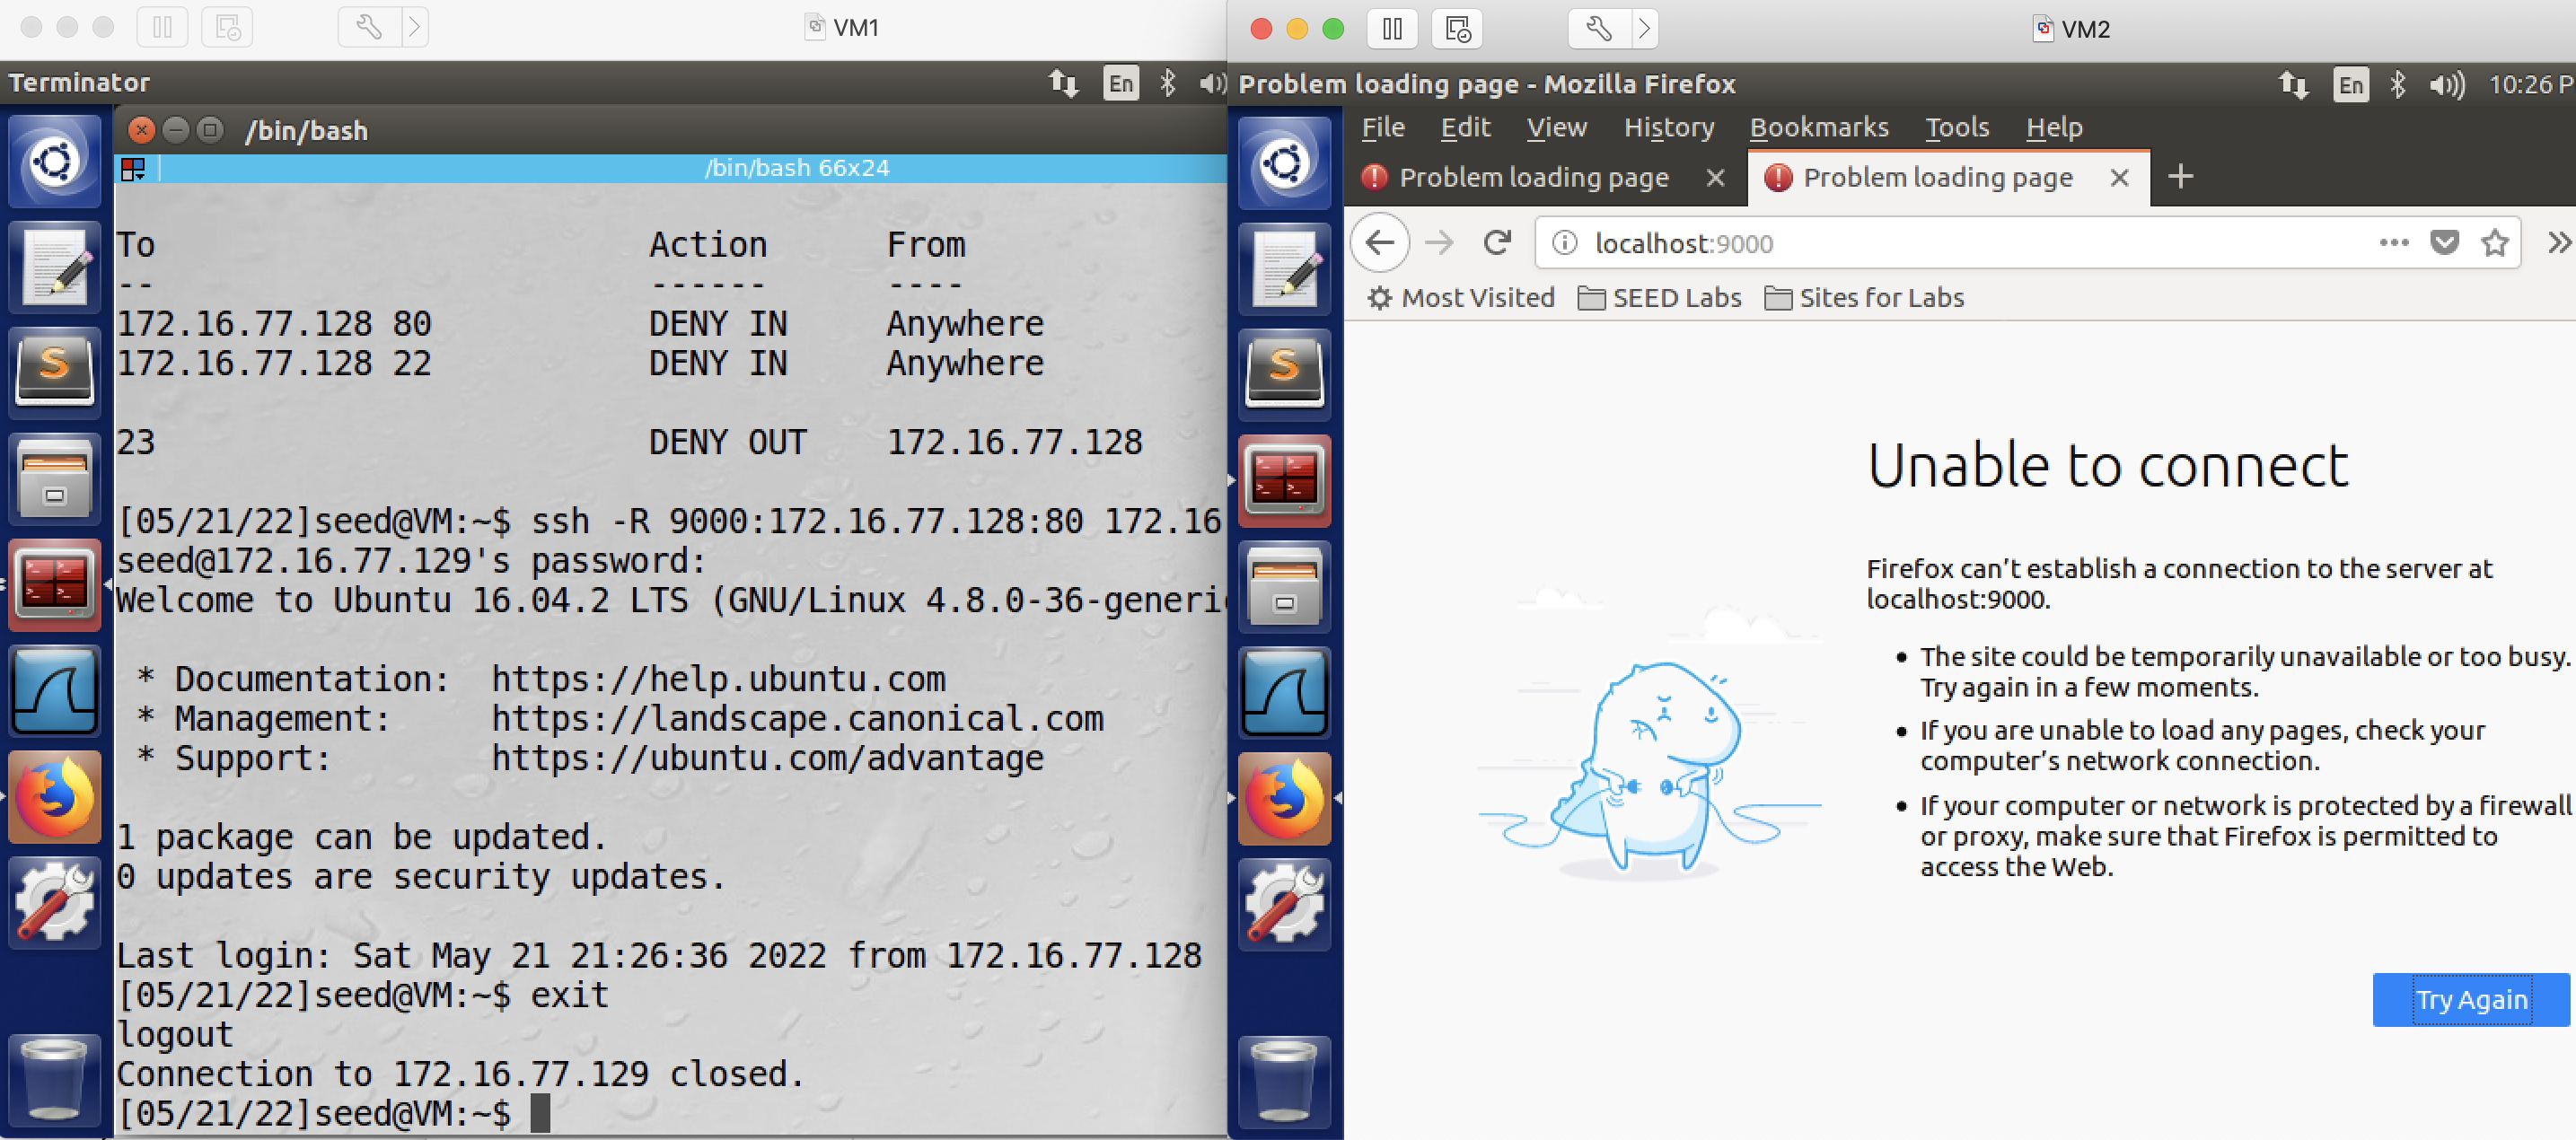 VM1
Terminator
En
/bin/bash
/bin/bash 66x24
To Action From
-- ------ ----
172.16.77.128 80 DENY IN Anywhere
172.16.77.128 22 DENY IN Anywhere
23 DENY OUT 172.16.77.128
[05/21/22]seed@VM:~$ ssh -R 9000:172.16.77.128:80 172.16
seed@172.16.77.129's password:
Welcome to Ubuntu 16.04.2 LTS (GNU/Linux 4.8.0-36-generic
* Documentation: https://help.ubuntu.com
* Management: https://landscape.canonical.com
* Support: https://ubuntu.com/advantage
1 package can be updated.
0 updates are security updates.
Last login: Sat May 21 21:26:36 2022 from 172.16.77.128
[05/21/22]seed@VM:~$ exit
logout
Connection to 172.16.77.129 closed.
[05/21/22]seed@VM:~$
VM2
Problem loading page - Mozilla Firefox
En
10:26 P
File Edit View History Bookmarks Tools Help
Problem loading page
Problem loading page
localhost:9000
Most Visited SEED Labs Sites for Labs
Unable to connect
Firefox can’t establish a connection to the server at
localhost:9000.
• The site could be temporarily unavailable or too busy.
Try again in a few moments.
• If you are unable to load any pages, check your
computer’s network connection.
• If your computer or network is protected by a firewall
or proxy, make sure that Firefox is permitted to
access the Web.
Try Again